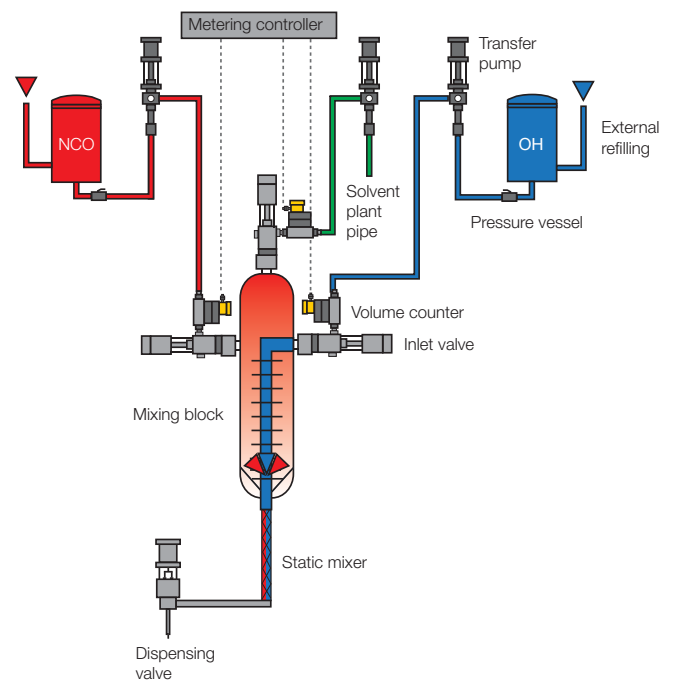 Metering controller
Transfer
pump
NCO
OH
External
refilling
Solvent
plant
pipe
Pressure vessel
Volume counter
Inlet valve
Mixing block
Static mixer
Dispensing
valve